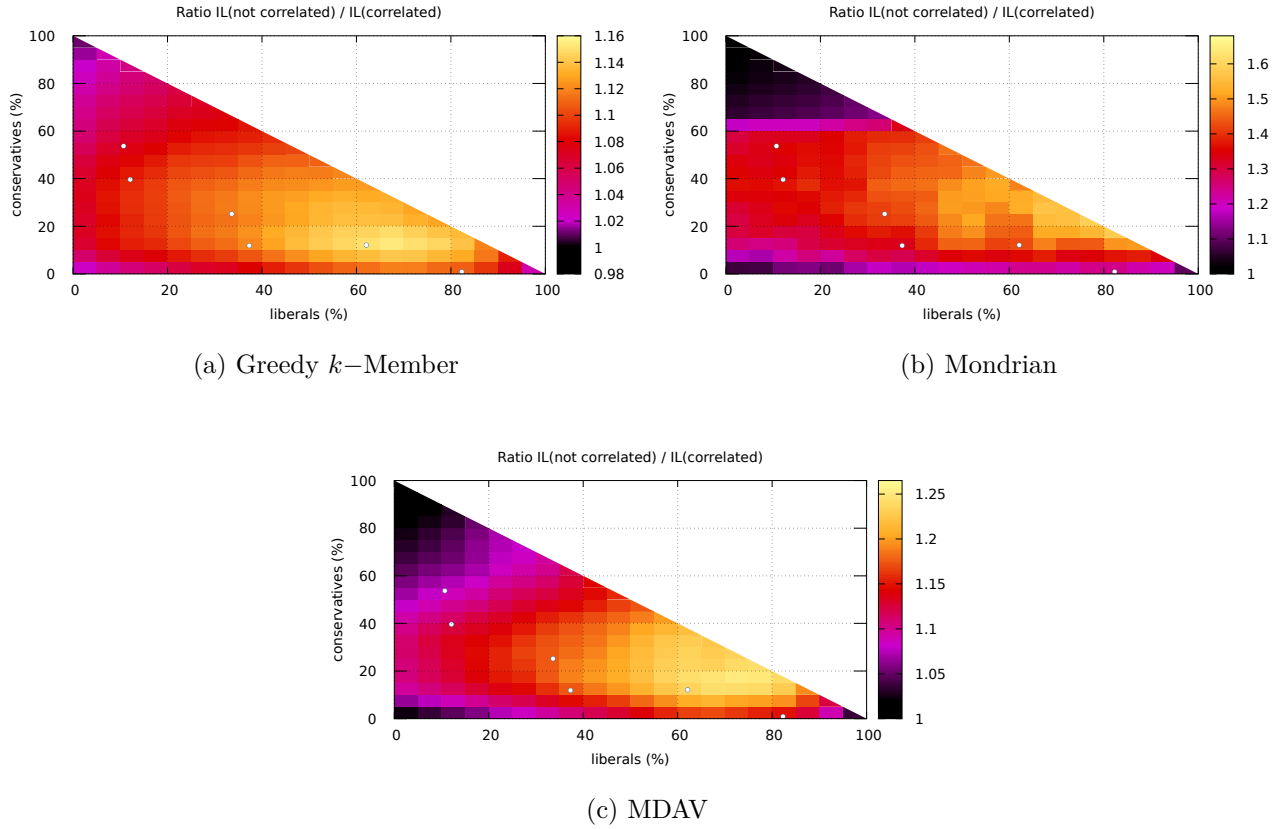 Ratio IL(not correlated) / IL(correlated)
100
80
60
40
20
0
conservatives (%)
0 20 40 60 80 100
liberals (%)
1.16
1.14
1.12
1.1
1.08
1.06
1.04
1.02
1
0.98
(a) Greedy k−Member
Ratio IL(not correlated) / IL(correlated)
100
80
60
40
20
0
conservatives (%)
0 20 40 60 80 100
liberals (%)
1.6
1.5
1.4
1.3
1.2
1.1
1
(b) Mondrian
Ratio IL(not correlated) / IL(correlated)
100
80
60
40
20
0
conservatives (%)
0 20 40 60 80 100
liberals (%)
1.25
1.2
1.15
1.1
1.05
1
(c) MDAV